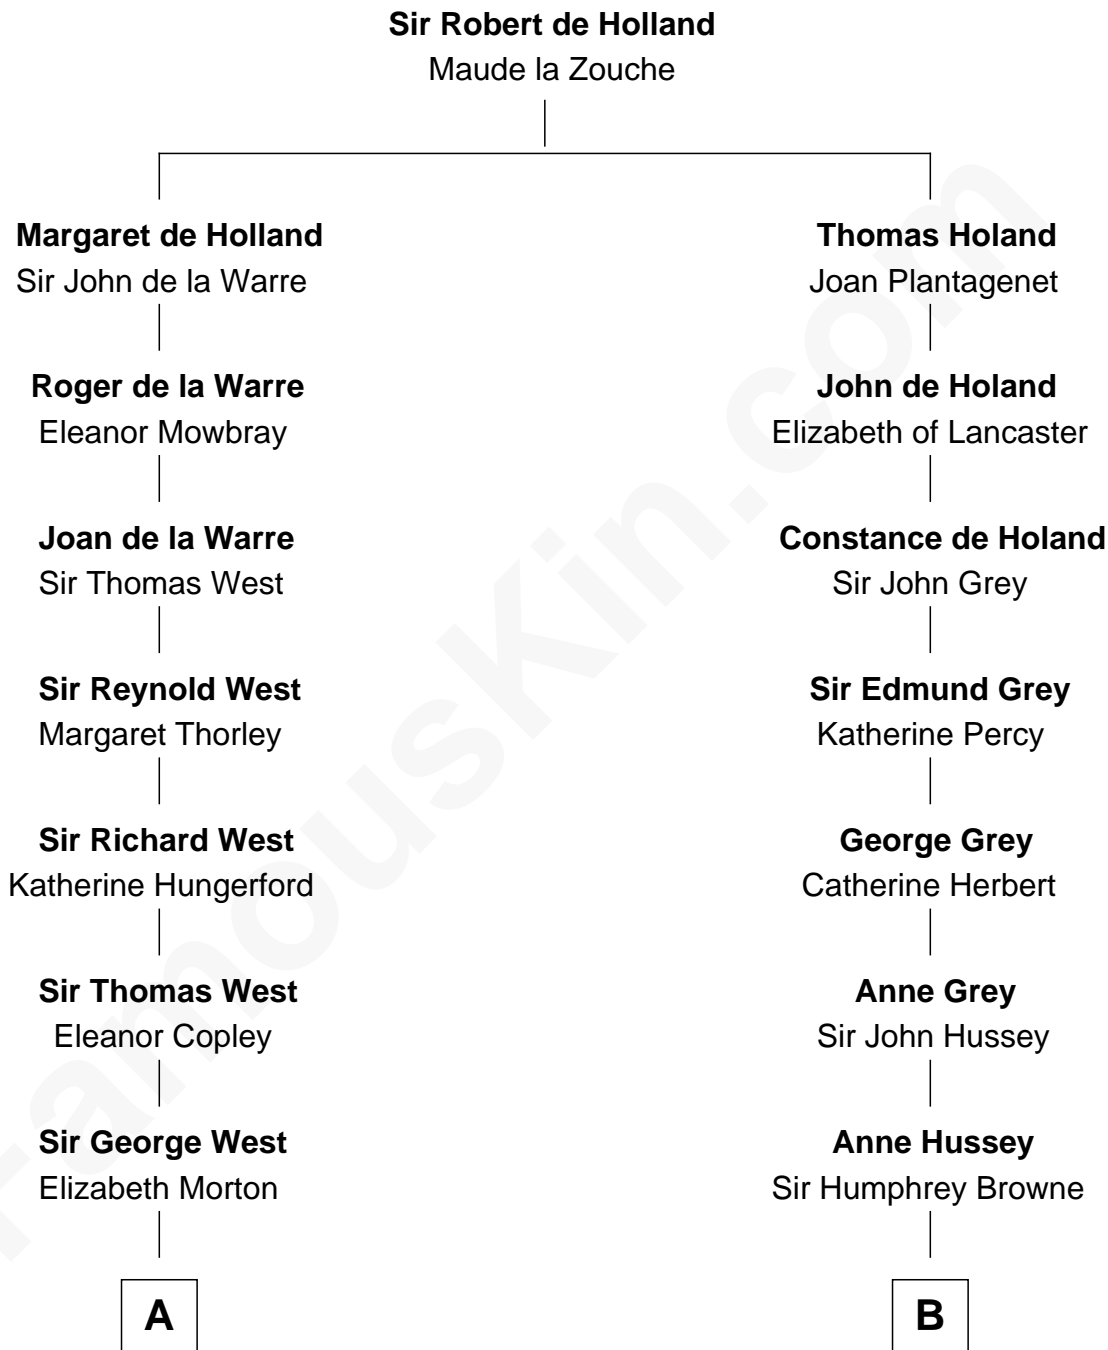 Sir Robert de Holland
Maude la Zouche
Margaret de Holland
Sir John de la Warre
Thomas Holand
Joan Plantagenet
Roger de la Warre
Eleanor Mowbray
John de Holand
Elizabeth of Lancaster
Joan de la Warre
Sir Thomas West
Constance de Holand
Sir John Grey
Sir Reynold West
Margaret Thorley
Sir Edmund Grey
Katherine Percy
Sir Richard West
Katherine Hungerford
George Grey
Catherine Herbert
Sir Thomas West
Eleanor Copley
Anne Grey
Sir John Hussey
Sir George West
Elizabeth Morton
Anne Hussey
Sir Humphrey Browne
A
B
FamousKin.com